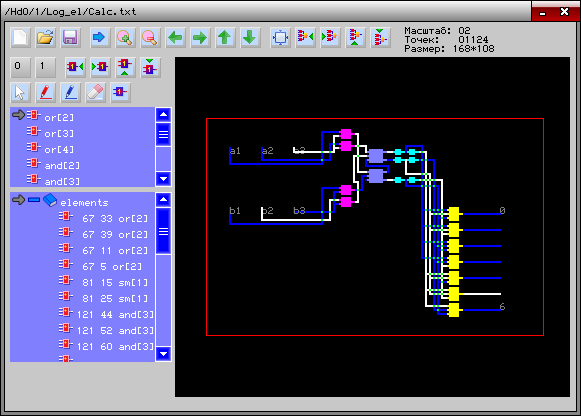 /Hd0/1/Log_el/Calc.txt
Масштаб: 02
Точек: 01124
Размер: 168*108
0 1
or[2]
or[3]
or[4]
and[2]
and[3]
elements
67 33 or[2]
67 39 or[2]
67 11 or[2]
67 5 or[2]
81 15 sm[1]
81 25 sm[1]
121 44 and[3]
121 52 and[3]
121 60 and[3]
a1 a2 a3
b1 b2 b3
0
6